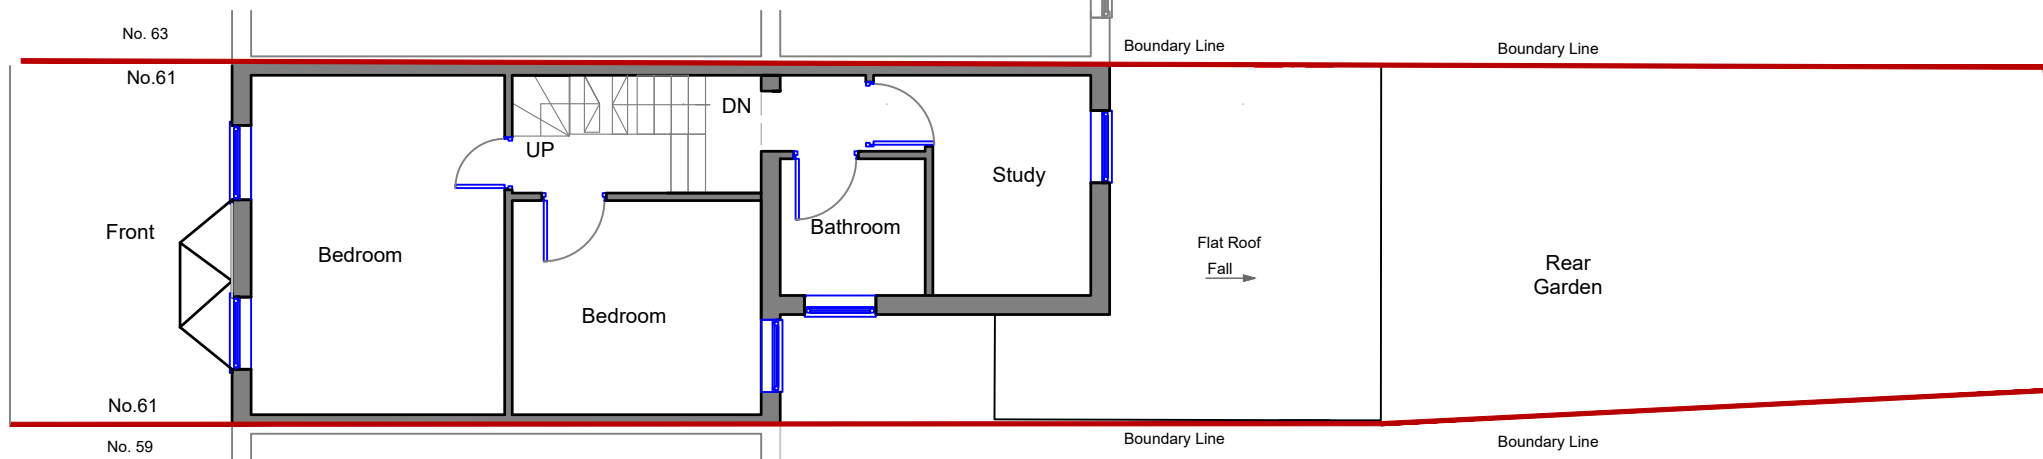 No. 63
Boundary Line
Boundary Line
No.61
DN
UP
Study
Bathroom
Front
Bedroom
Flat Roof
Fall
Rear
Garden
Bedroom
No.61
Boundary Line
Boundary Line
No. 59